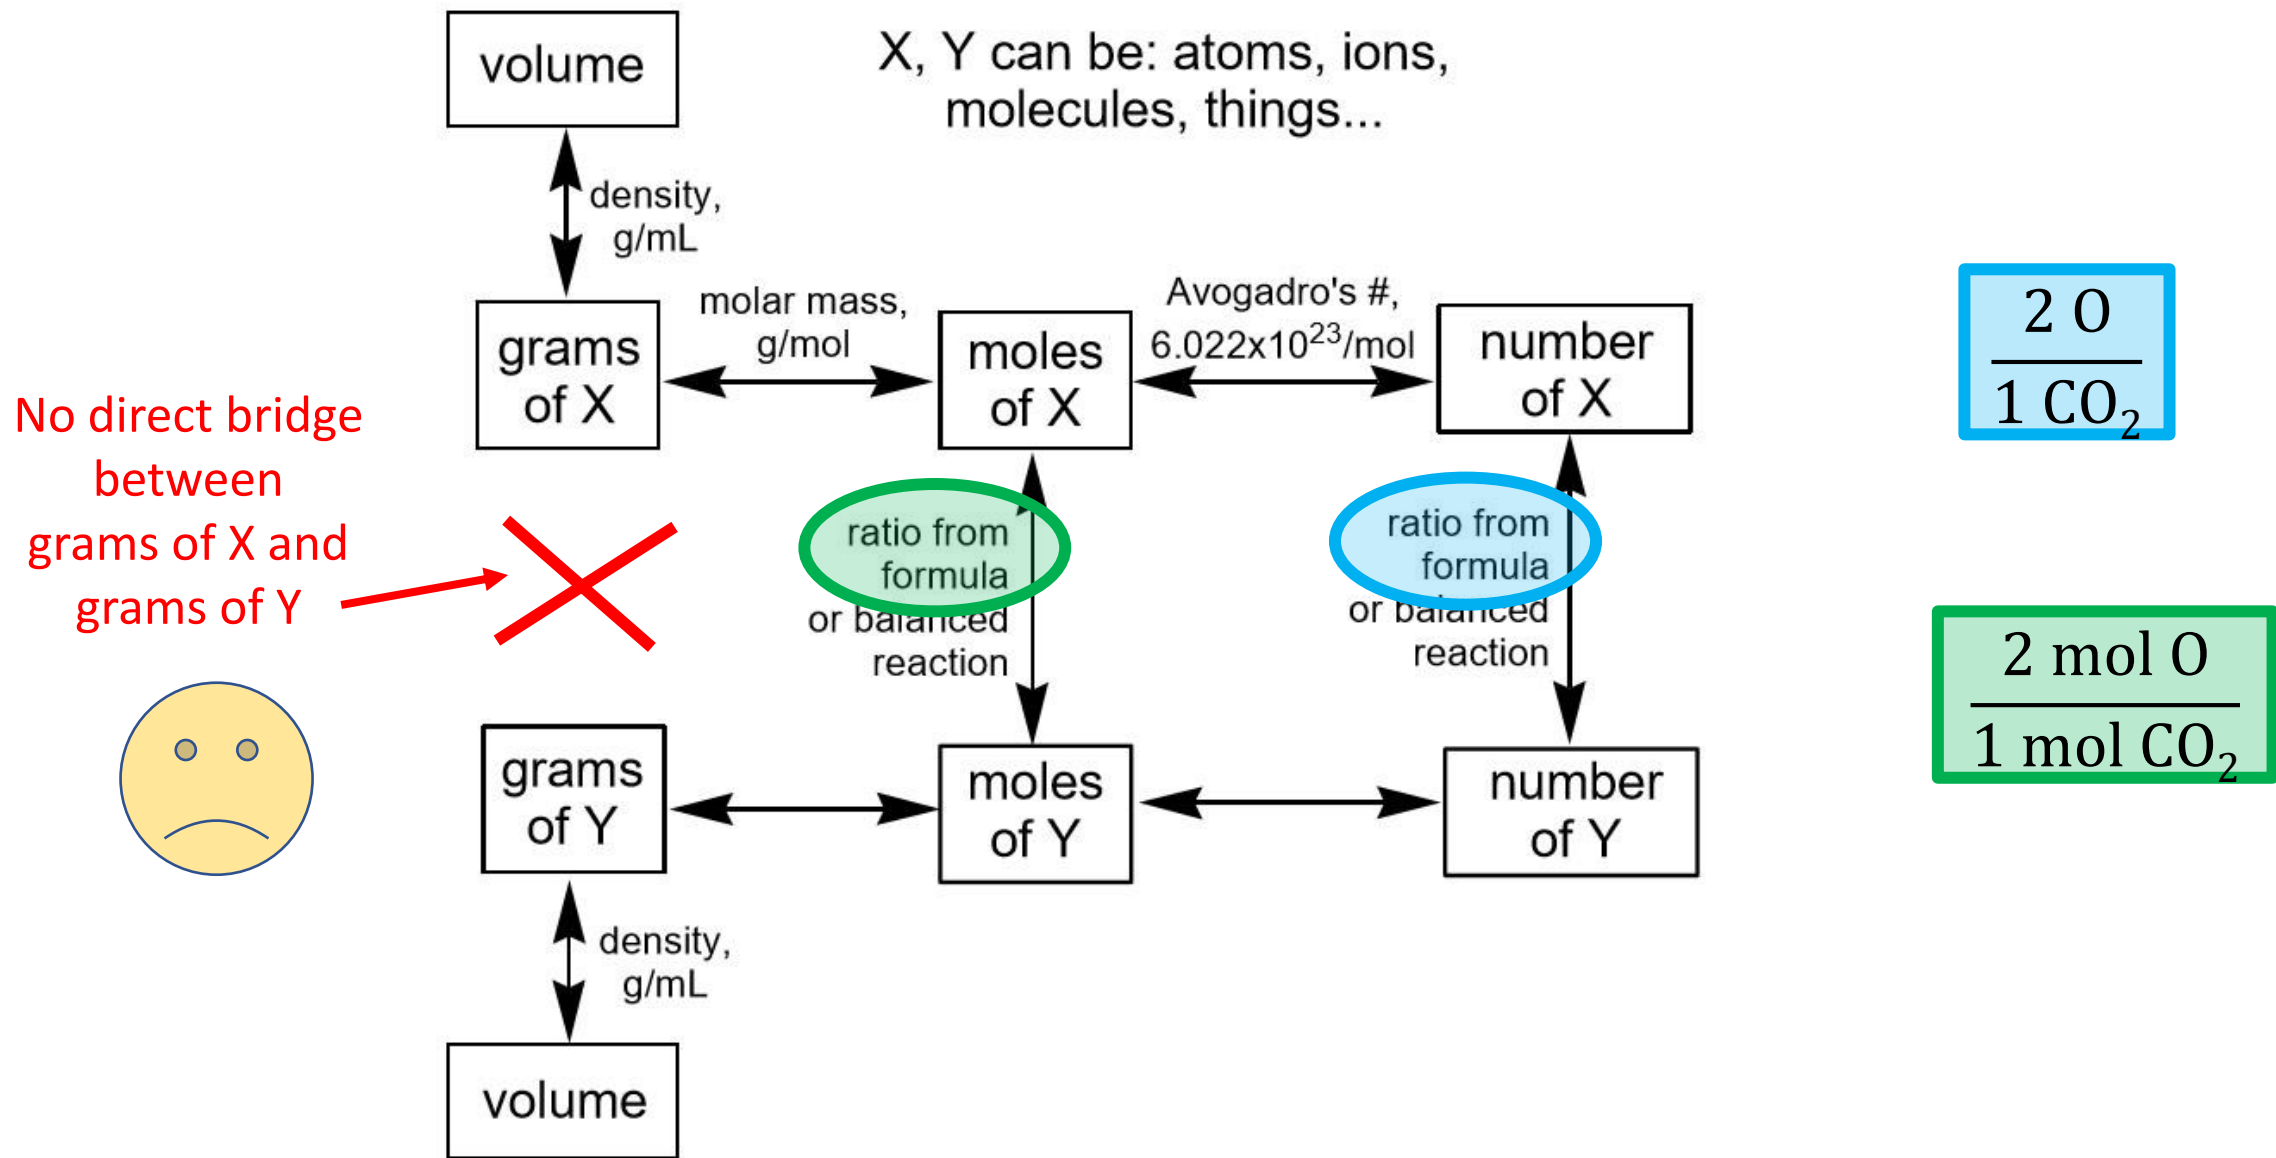 volume
X, Y can be: atoms, ions,
molecules, things...
density,
g/mL
grams
of X
molar mass,
g/mol
moles
of X
Avogadro's #,
6.022x10²³/mol
number
of X
2 O
1 CO₂
No direct bridge
between
grams of X and
grams of Y
ratio from
formula
or balanced
reaction
ratio from
formula
or balanced
reaction
2 mol O
1 mol CO₂
grams
of Y
moles
of Y
number
of Y
density,
g/mL
volume